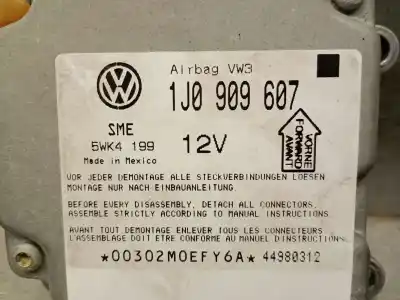 Airbag VW3
1J0 909 607
SME
5WK4 199
12V
Made in Mexico
VORNE
FORWARD
AVANT
VOR JEDER DEMONTAGE ALLE STECKVERBINDUNGEN LOESEN
MONTAGE NUR NACH EINBAUANLEITUNG.
BEFORE EVERY DISASSEMBLY, DETACH ALL CONNECTORS.
ASSEMBLE STRICTLY ACCORDING TO MANUAL INSTRUCTIONS.
AVANT TOUT DEMONTAGE ENLEVER TOUS LES CONNECTEURS
L'ASSEMBLAGE DOIT ETRE CONFORME AU MANUEL D'INSTRUCTIONS
*00302M0EFY6A* 44980312